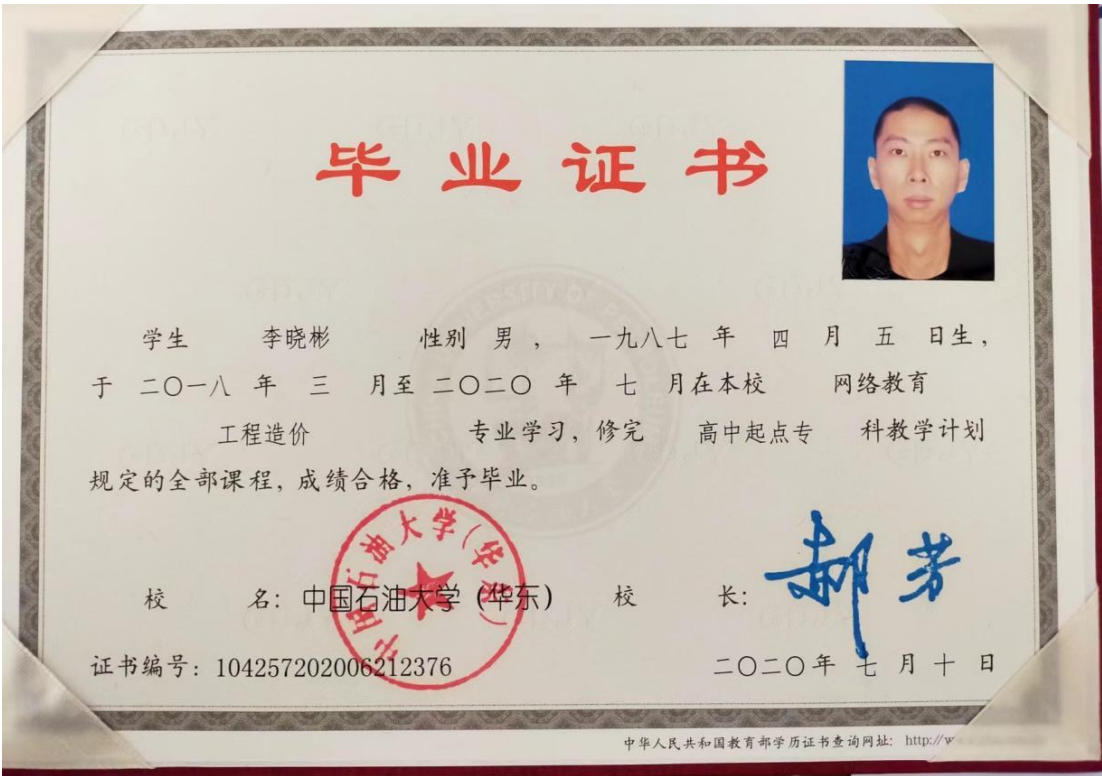 毕业证书
学生 李晓彬 性别 男，一九八七 年 四 月 五 日生，
于 二〇一八 年 三 月至 二〇二〇 年 七 月在本校 网络教育
工程造价 专业学习，修完 高中起点专 科教学计划
规定的全部课程，成绩合格，准予毕业。
校 名：中国石油大学（华东） 校 长：郝芳
中国石油大学（华东）
证书编号：104257202006212376 二〇二〇年 七 月 十 日
中华人民共和国教育部学历证书查询网址：http://w